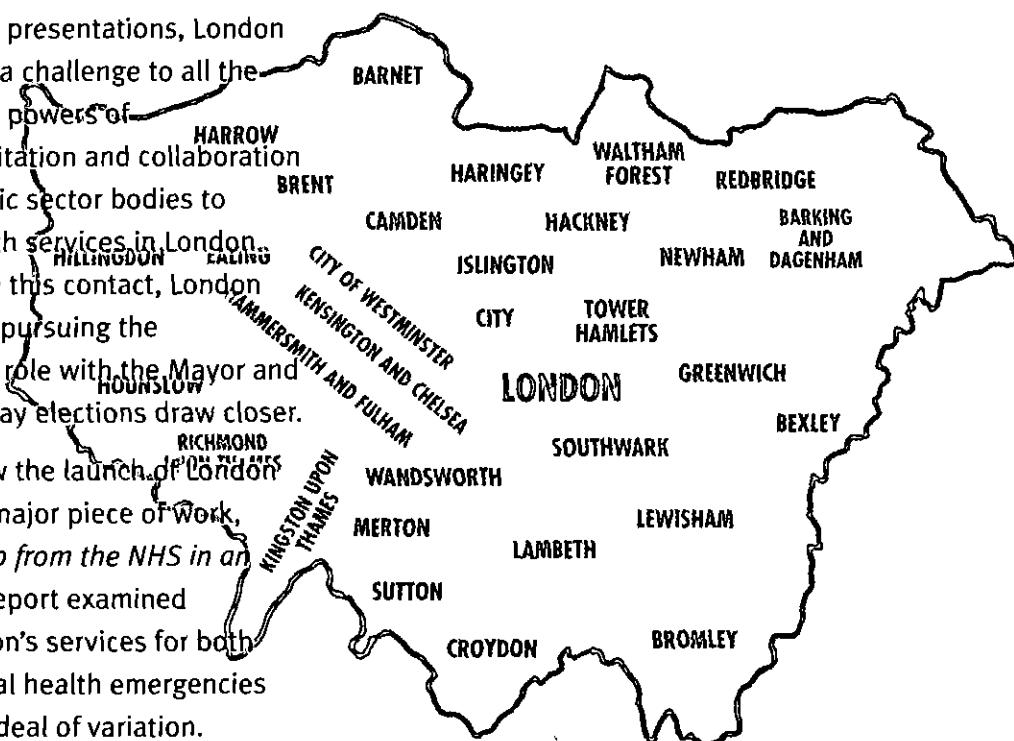 presentations, London
a challenge to all the
powers of
itation and collaboration
ic sector bodies to
h services in London.
this contact, London
pursuing the
role with the Mayor and
ay elections draw closer.
w the launch of London
major piece of work,
p from the NHS in an
eport examined
on's services for both
al health emergencies
deal of variation.
BARNET
HARROW
BRENT
HARINGEY
WALTHAM
FOREST
REDBRIDGE
CAMDEN
HACKNEY
BARKING
AND
DAGENHAM
HILLINGDON
EALING
ISLINGTON
NEWHAM
CITY OF WESTMINSTER
KENSINGTON AND CHELSEA
HAMMERSMITH AND FULHAM
CITY
TOWER
HAMLETS
HOUNSLOW
LONDON
GREENWICH
BEXLEY
RICHMOND
UPON THAMES
SOUTHWARK
WANDSWORTH
KINGSTON UPON
THAMES
MERTON
LEWISHAM
LAMBETH
SUTTON
CROYDON
BROMLEY